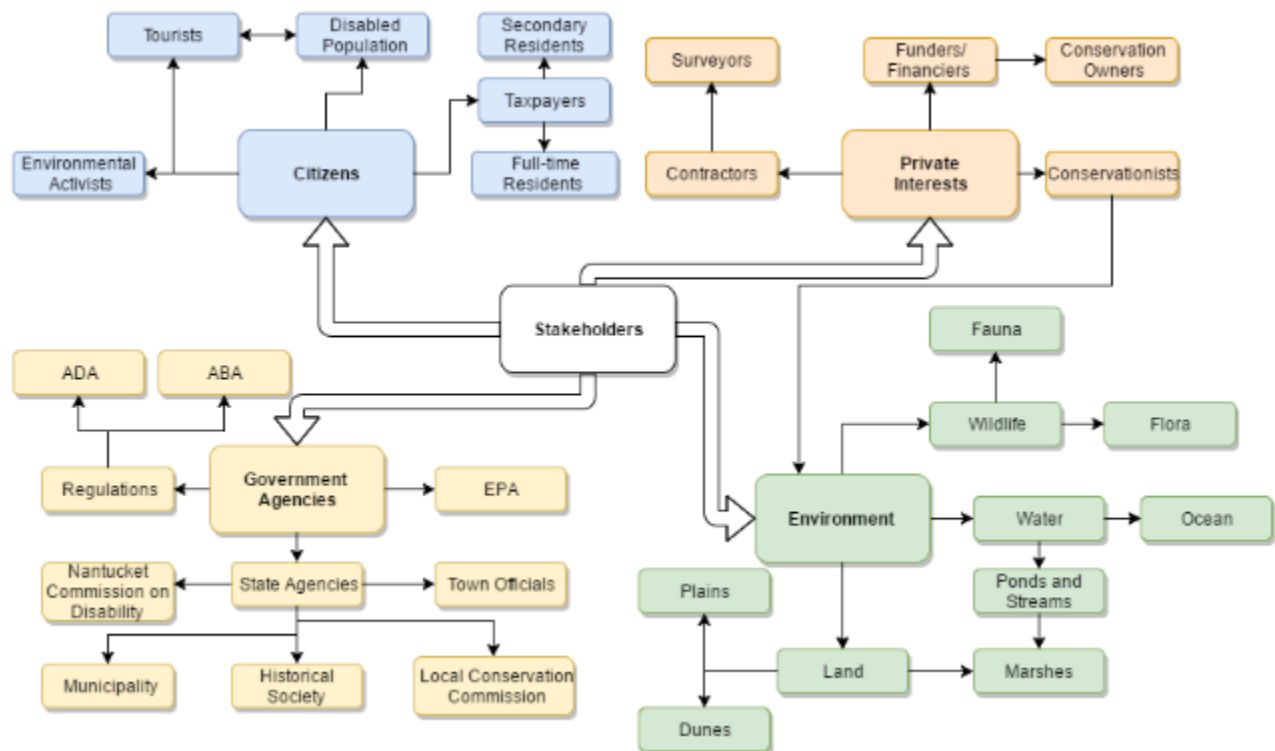 Tourists
Disabled
Population
Secondary
Residents
Taxpayers
Full-time
Residents
Environmental
Activists
Citizens
Surveyors
Funders/
Financiers
Conservation
Owners
Contractors
Private
Interests
Conservationists
Stakeholders
ADA
ABA
Regulations
Government
Agencies
EPA
Nantucket
Commission on
Disability
State Agencies
Town Officials
Municipality
Historical
Society
Local Conservation
Commission
Fauna
Wildlife
Flora
Environment
Water
Ocean
Plains
Ponds and
Streams
Land
Marshes
Dunes